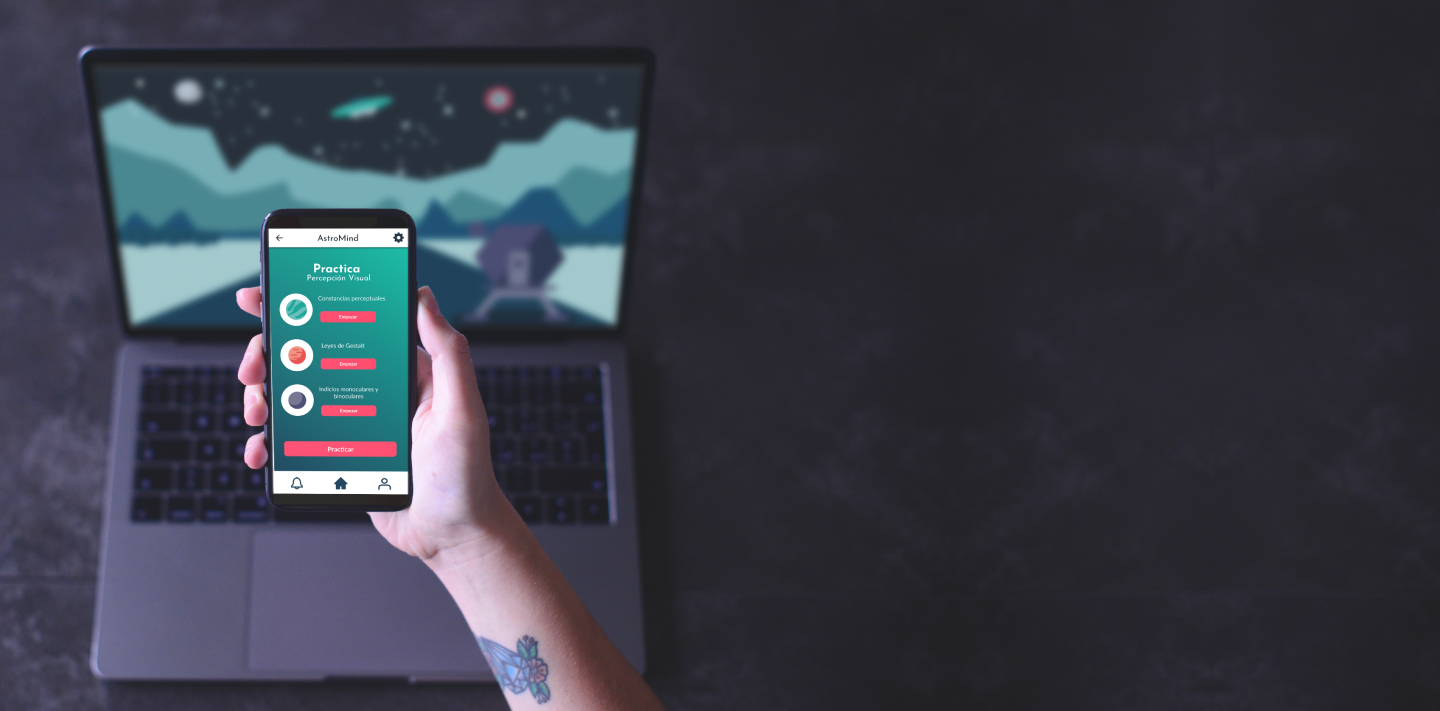 AstroMind
Practica
Percepción Visual
Constancias perceptuales
Empezar
Leyes de Gestalt
Empezar
Indicios monoculares y
binoculares
Empezar
Practicar